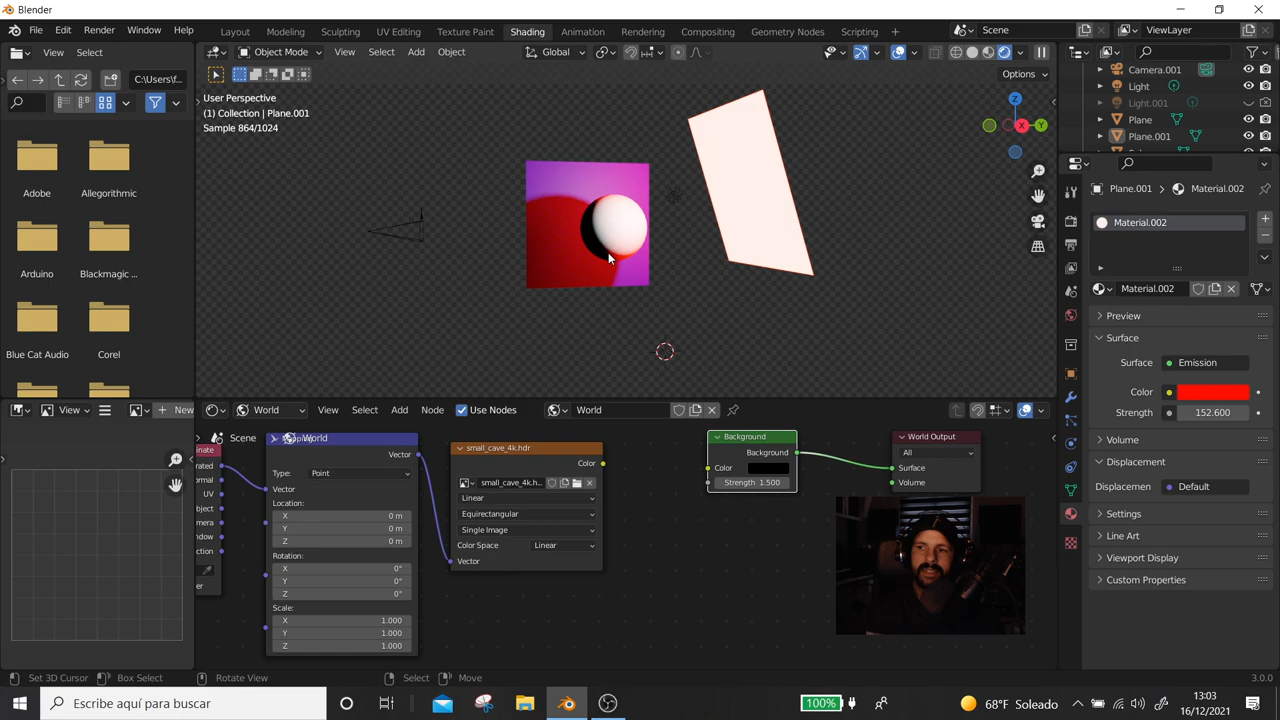 Blender
File Edit Render Window Help
Layout Modeling Sculpting UV Editing Texture Paint Shading Animation Rendering Compositing Geometry Nodes Scripting +
Scene
ViewLayer
View Select
Object Mode View Select Add Object
Global
C:\Users\f...
Options
User Perspective
(1) Collection | Plane.001
Sample 864/1024
Z
X
Y
Camera.001
Light
Light.001
Plane
Plane.001
Adobe
Allegorithmic
Arduino
Blackmagic ...
Blue Cat Audio
Corel
Plane.001 > Material.002
Material.002
Material.002
Preview
Surface
Surface Emission
Color
Strength 152.600
Volume
Displacement
Displacemen Default
Settings
Line Art
Viewport Display
Custom Properties
View
New
World View Select Add Node Use Nodes World
Scene > World
Vector
Type: Point
Vector
Location:
X 0 m
Y 0 m
Z 0 m
Rotation:
X 0°
Y 0°
Z 0°
Scale:
X 1.000
Y 1.000
Z 1.000
UV
small_cave_4k.hdr
Color
small_cave_4k.h...
Linear
Equirectangular
Single Image
Color Space Linear
Vector
Background
Background
Color
Strength 1.500
World Output
All
Surface
Volume
Set 3D Cursor Box Select Rotate View Select Move 3.0.0
Escribe aquí para buscar
100%
68°F Soleado
13:03
16/12/2021